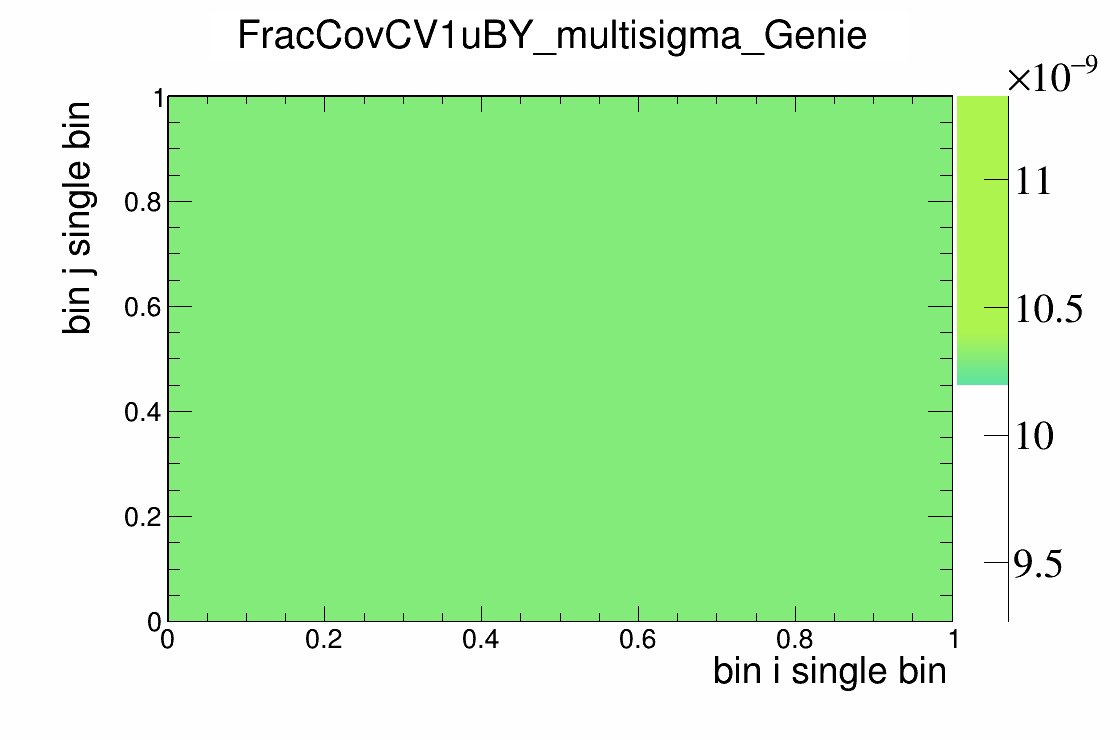 FracCovCV1uBY_multisigma_Genie
×10⁻⁹
bin j single bin
1
0.8
0.6
0.4
0.2
0
0 0.2 0.4 0.6 0.8 1
bin i single bin
11
10.5
10
9.5